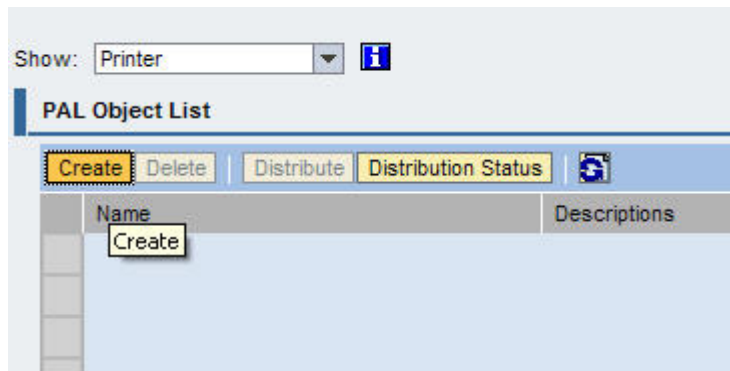 Show: Printer i
PAL Object List
Create Delete Distribute Distribution Status
Name Descriptions
Create